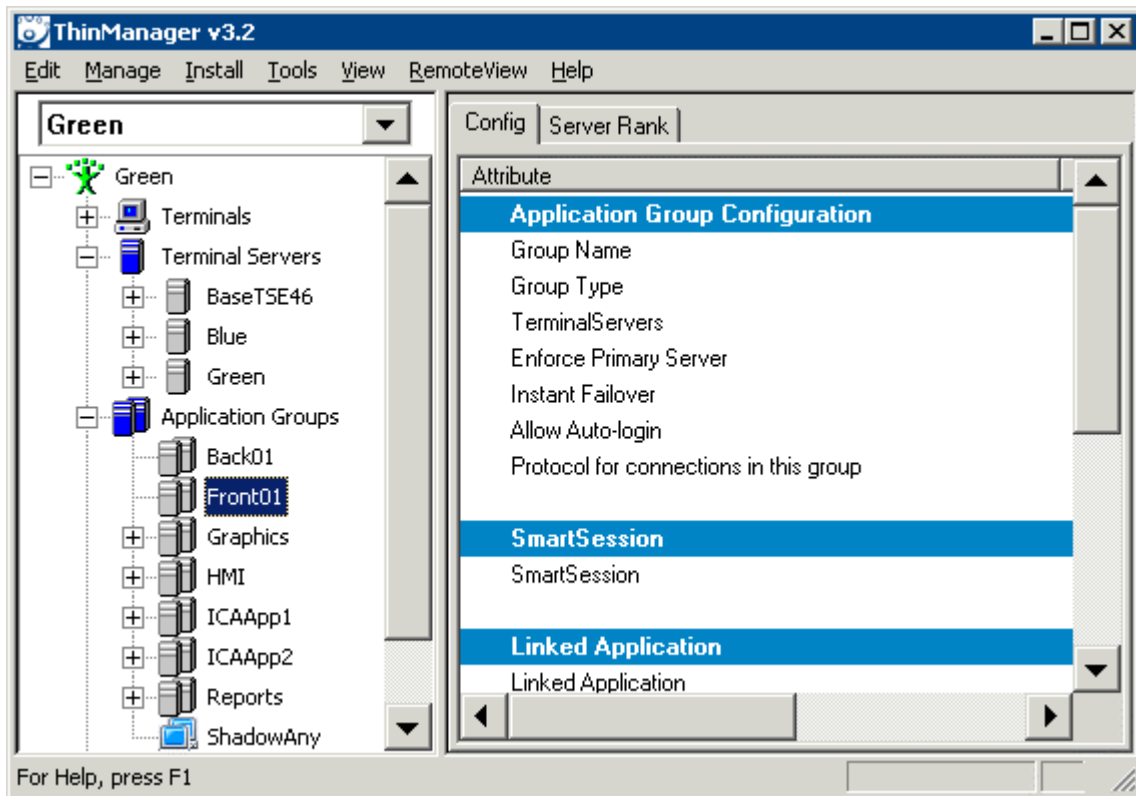 ThinManager v3.2
Edit Manage Install Tools View RemoteView Help
Green
Config Server Rank
Green
Terminals
Terminal Servers
BaseTSE46
Blue
Green
Application Groups
Back01
Front01
Graphics
HMI
ICAApp1
ICAApp2
Reports
ShadowAny
Attribute
Application Group Configuration
Group Name
Group Type
TerminalServers
Enforce Primary Server
Instant Failover
Allow Auto-login
Protocol for connections in this group
SmartSession
SmartSession
Linked Application
Linked Application
For Help, press F1